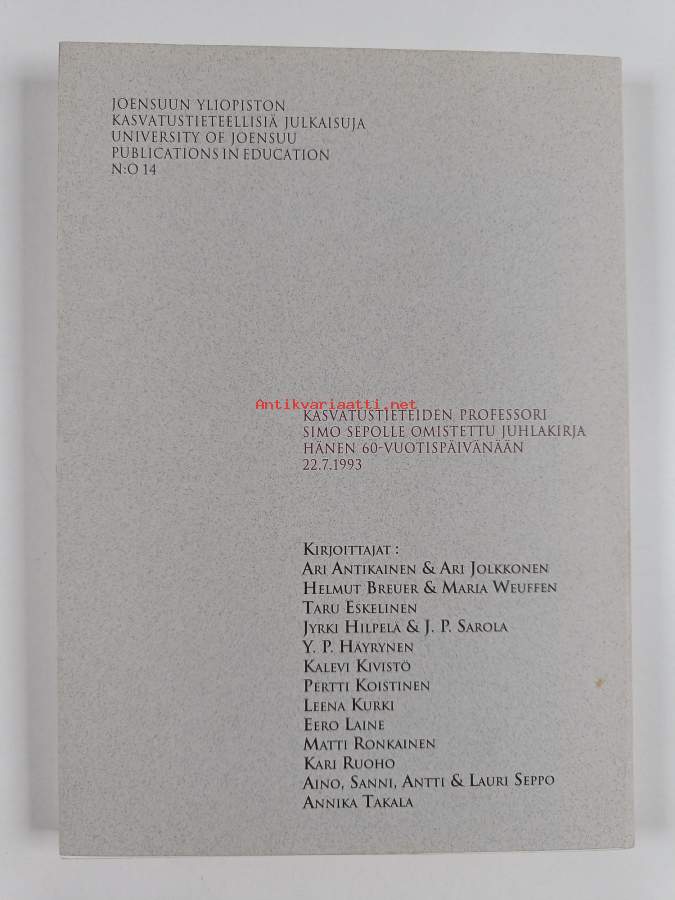 JOENSUUN YLIOPISTON
KASVATUSTIETEELLISIÄ JULKAISUJA
UNIVERSITY OF JOENSUU
PUBLICATIONS IN EDUCATION
N:O 14
Antikvariaatti.net
KASVATUSTIETEIDEN PROFESSORI
SIMO SEPOLLE OMISTETTU JUHLAKIRJA
HÄNEN 60-VUOTISPÄIVÄNÄÄN
22.7.1993
KIRJOITTAJAT :
ARI ANTIKAINEN & ARI JOLKKONEN
HELMUT BREUER & MARIA WEUFFEN
TARU ESKELINEN
JYRKI HILPELÄ & J. P. SAROLA
Y. P. HÄYRYNEN
KALEVI KIVISTÖ
PERTTI KOISTINEN
LEENA KURKI
EERO LAINE
MATTI RONKAINEN
KARI RUOHO
AINO, SANNI, ANTTI & LAURI SEPPO
ANNIKA TAKALA